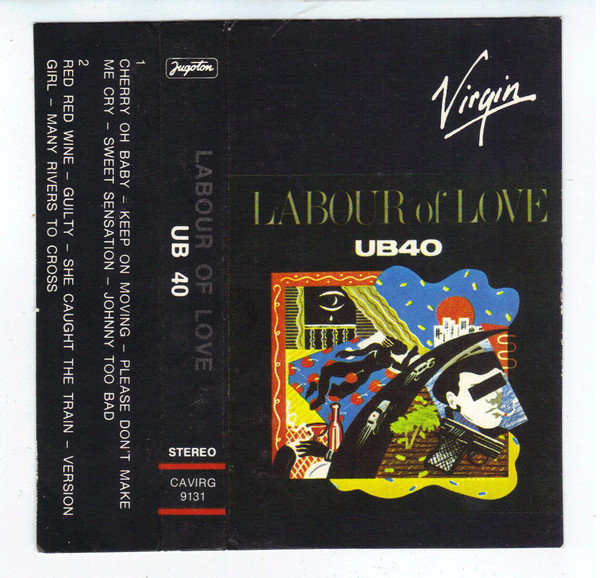 1
CHERRY OH BABY – KEEP ON MOVING – PLEASE DON'T MAKE
ME CRY – SWEET SENSATION – JOHNNY TOO BAD
2
RED RED WINE – GUILTY – SHE CAUGHT THE TRAIN – VERSION
GIRL – MANY RIVERS TO CROSS
Jugoton
LABOUR OF LOVE
UB 40
STEREO
CAVIRG
9131
Virgin
LABOUR of LOVE
UB40